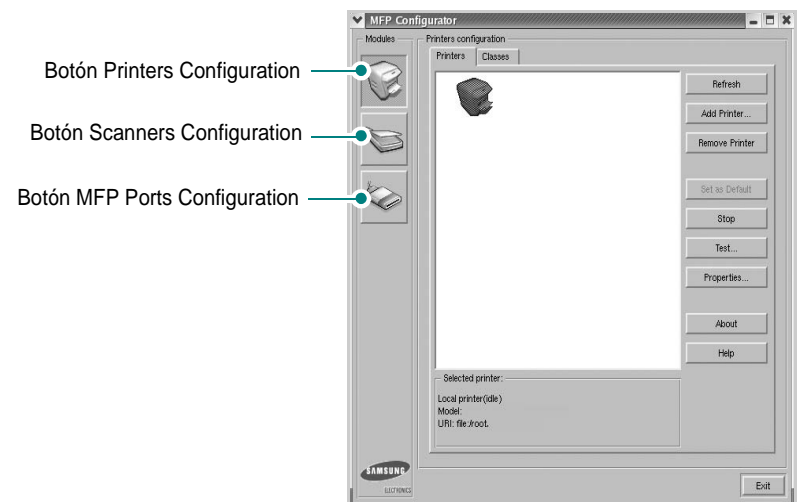 MFP Configurator
Modules
Printers configuration
Printers
Classes
Botón Printers Configuration
Botón Scanners Configuration
Botón MFP Ports Configuration
Refresh
Add Printer...
Remove Printer
Set as Default
Stop
Test...
Properties...
About
Help
Selected printer:
Local printer(idle)
Model:
URI: file:/root.
SAMSUNG
ELECTRONICS
Exit